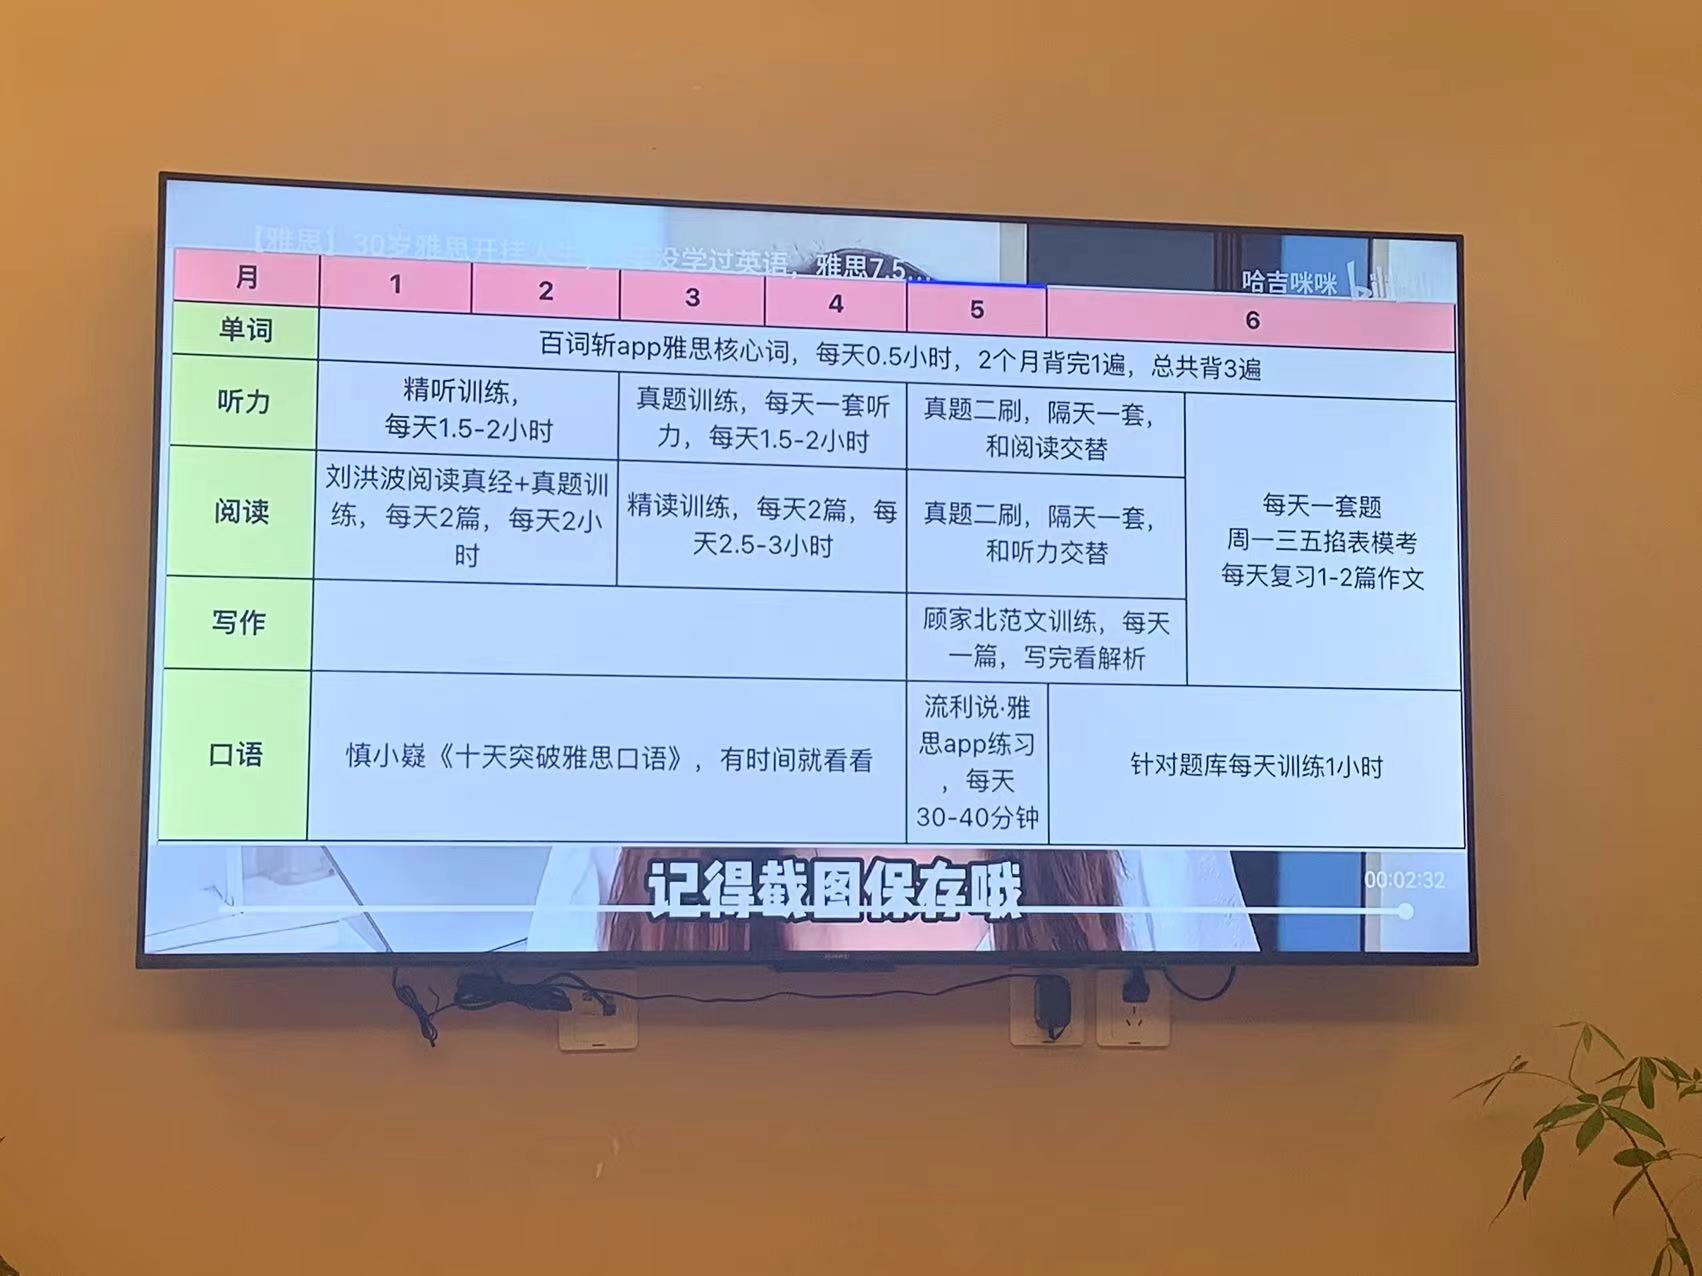 【雅思】30岁雅思开挂人生，
没学过英语，雅思7.5...
哈吉咪咪 bilibili
月 1 2 3 4 5 6
单词 百词斩app雅思核心词，每天0.5小时，2个月背完1遍，总共背3遍
听力
精听训练，
每天1.5-2小时
真题训练，每天一套听
力，每天1.5-2小时
真题二刷，隔天一套，
和阅读交替
每天一套题
周一三五掐表模考
每天复习1-2篇作文
阅读
刘洪波阅读真经+真题训
练，每天2篇，每天2小
时
精读训练，每天2篇，每
天2.5-3小时
真题二刷，隔天一套，
和听力交替
写作
顾家北范文训练，每天
一篇，写完看解析
口语
慎小嶷《十天突破雅思口语》，有时间就看看
流利说·雅
思app练习
，每天
30-40分钟
针对题库每天训练1小时
记得截图保存哦
00:02:32